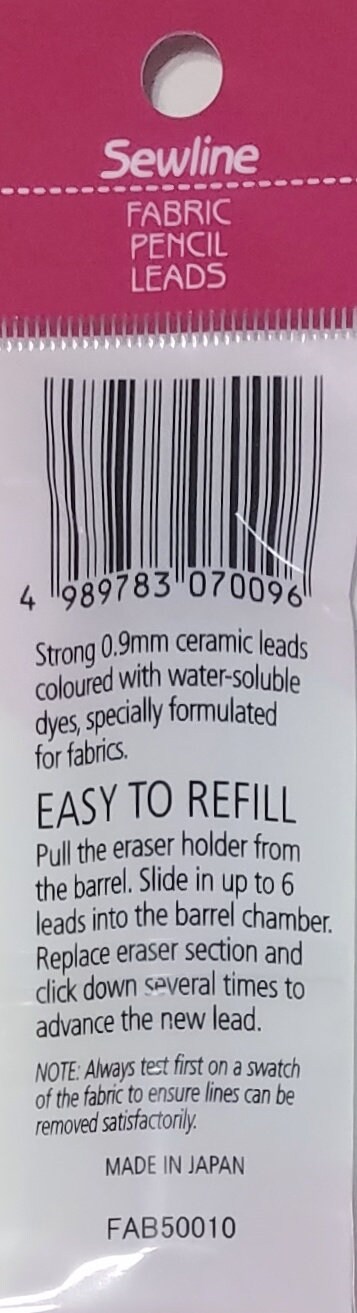 Sewline
FABRIC
PENCIL
LEADS
4 989783 070096
Strong 0.9mm ceramic leads
coloured with water-soluble
dyes, specially formulated
for fabrics.
EASY TO REFILL
Pull the eraser holder from
the barrel. Slide in up to 6
leads into the barrel chamber.
Replace eraser section and
click down several times to
advance the new lead.
NOTE: Always test first on a swatch
of the fabric to ensure lines can be
removed satisfactorily.
MADE IN JAPAN
FAB50010